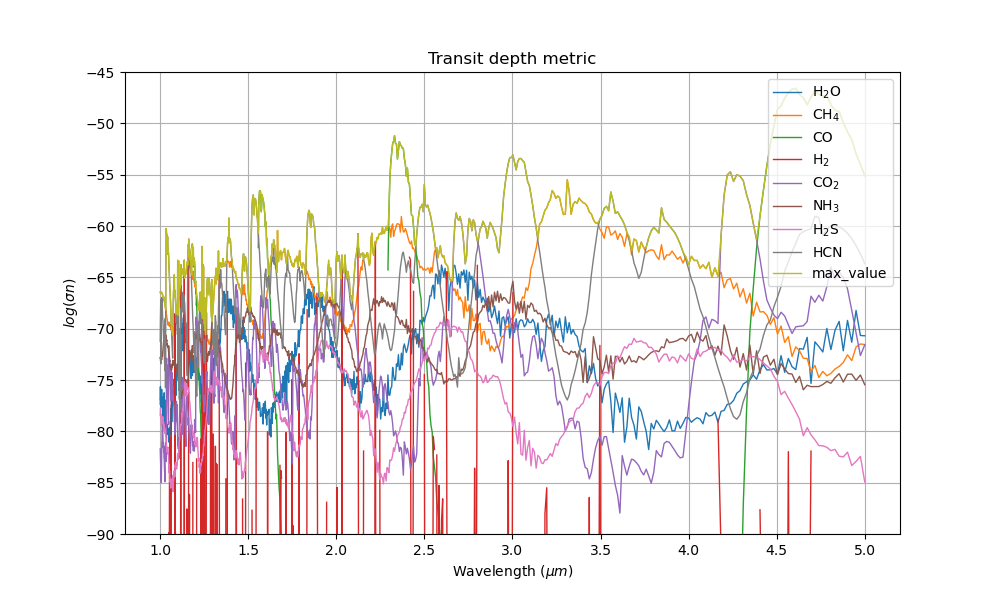 Transit depth metric
−45
−50
−55
−60
−65
−70
−75
−80
−85
−90
log(σn)
H₂O
CH₄
CO
H₂
CO₂
NH₃
H₂S
HCN
max_value
1.0 1.5 2.0 2.5 3.0 3.5 4.0 4.5 5.0
Wavelength (μm)